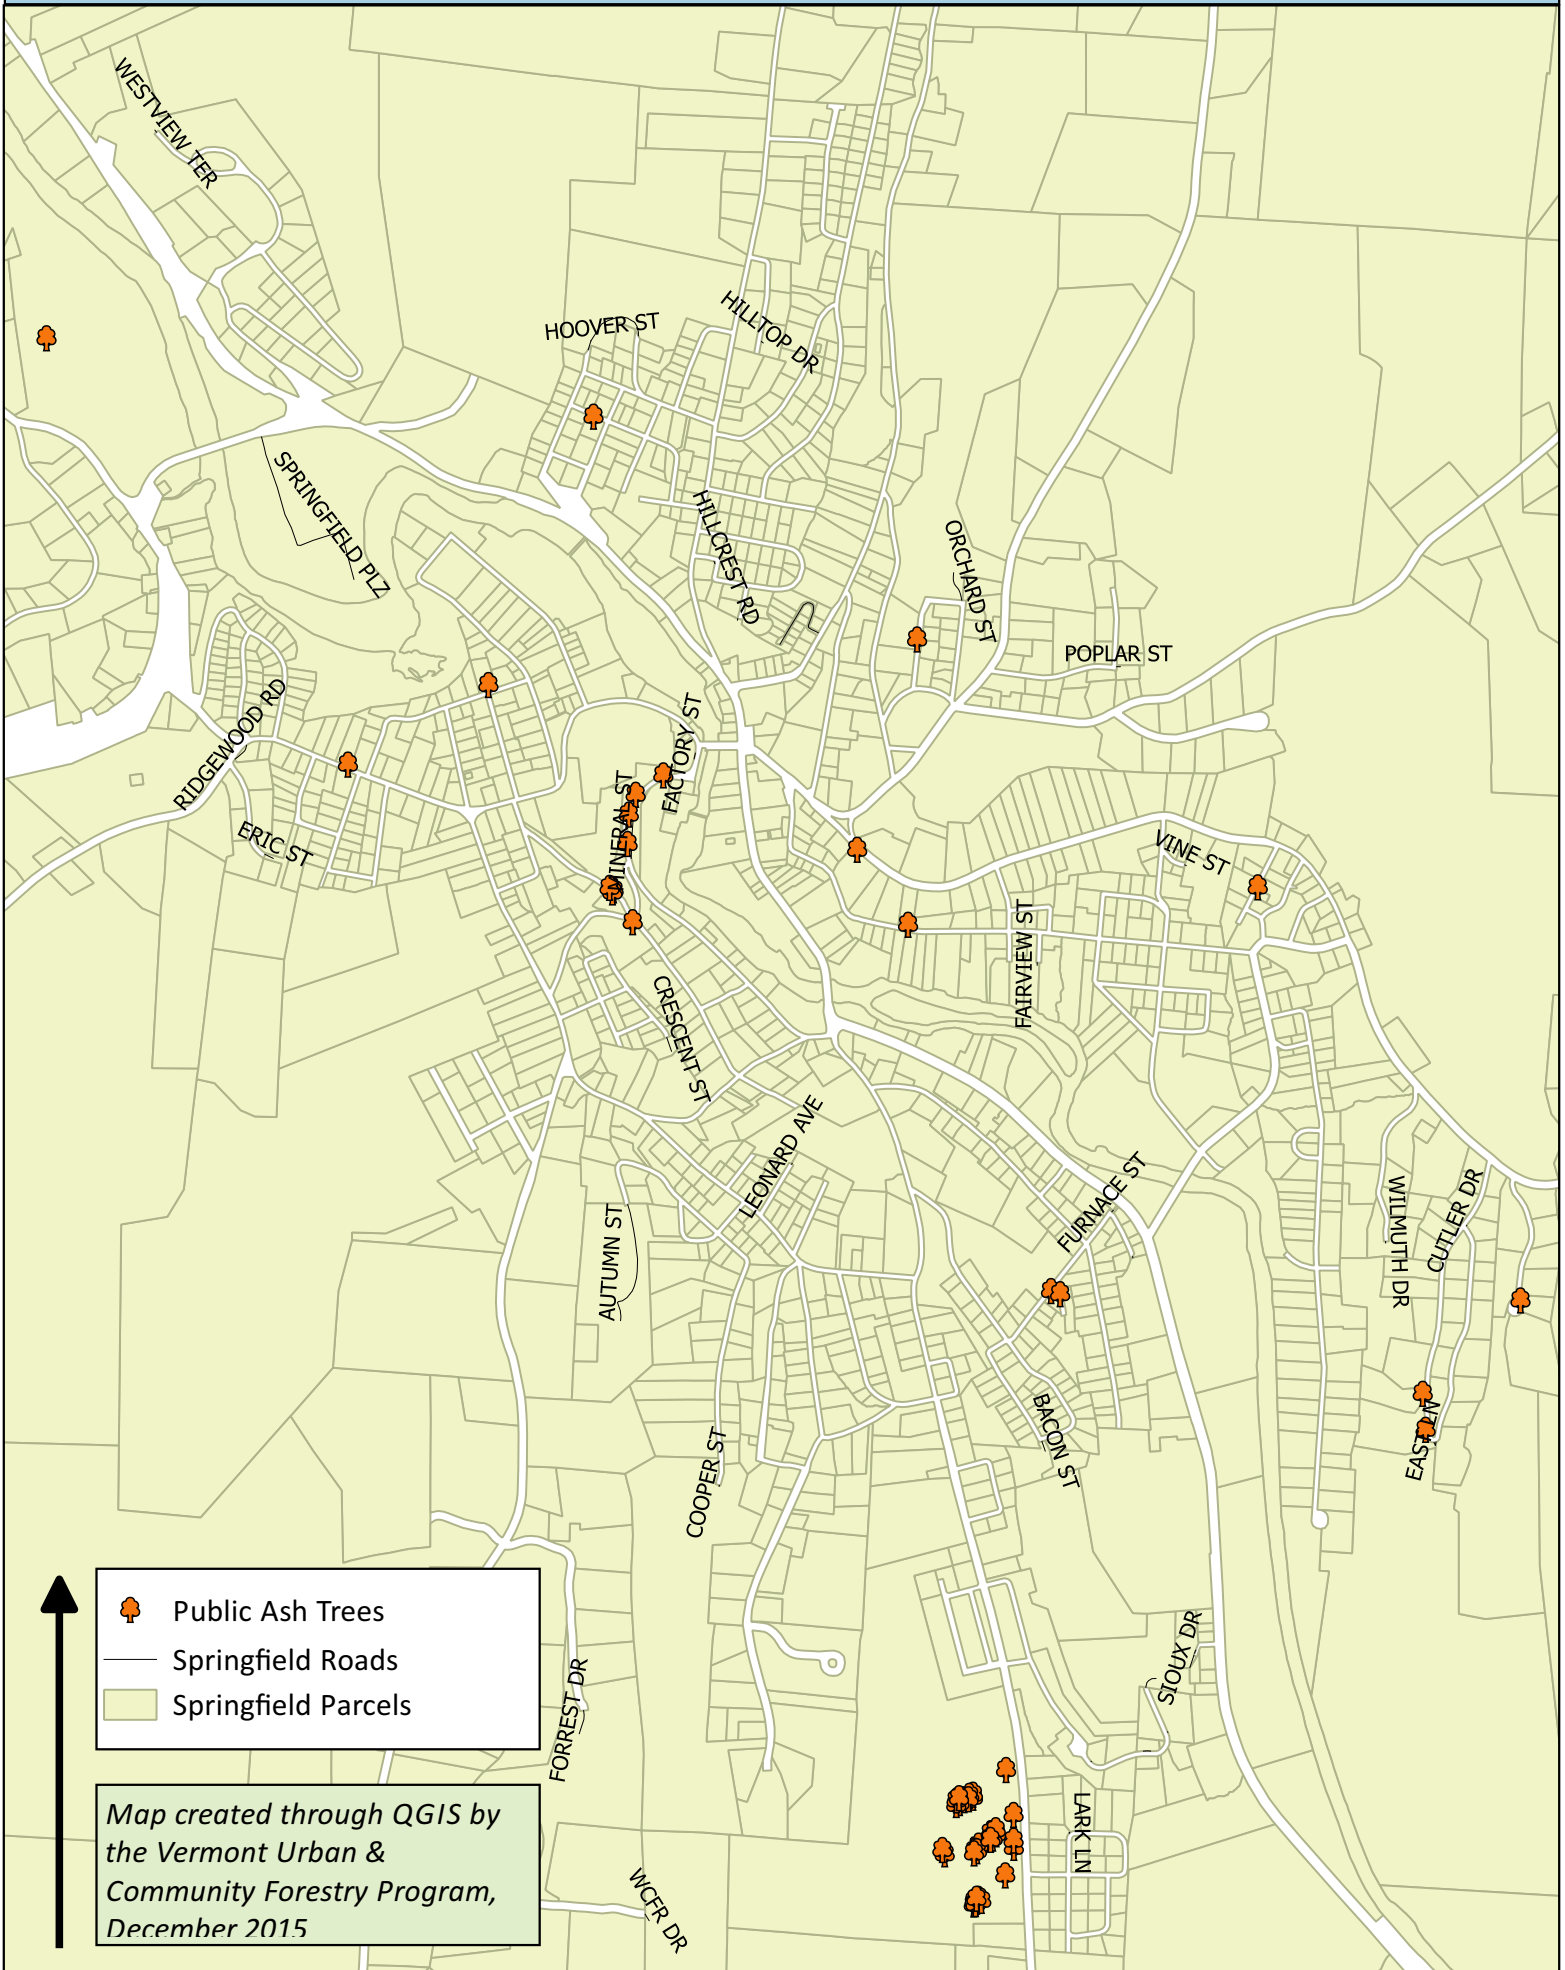 WESTVIEW TER
HOOVER ST
HILLTOP DR
SPRINGFIELD PLZ
HILLCREST RD
ORCHARD ST
POPLAR ST
RIDGEWOOD RD
FACTORY ST
MINERAL ST
ERIC ST
VINE ST
FAIRVIEW ST
CRESCENT ST
LEONARD AVE
FURNACE ST
WILMUTH DR
CUTLER DR
AUTUMN ST
BACON ST
EAST LN
COOPER ST
SIOUX DR
FORREST DR
LARK LN
WCFR DR
Public Ash Trees
Springfield Roads
Springfield Parcels
Map created through QGIS by
the Vermont Urban &
Community Forestry Program,
December 2015